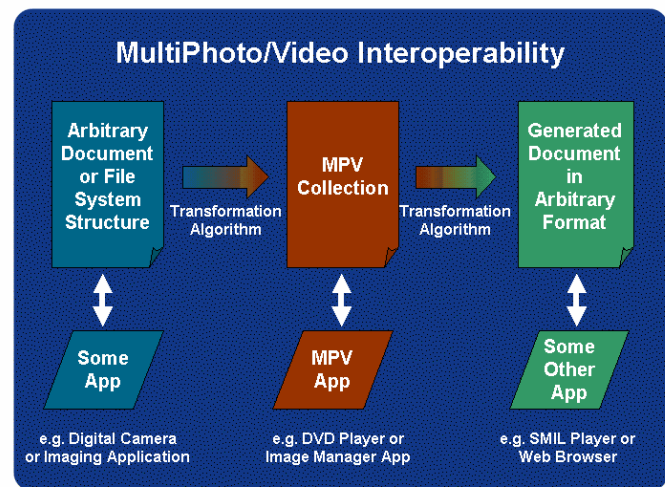 MultiPhoto/Video Interoperability
Arbitrary
Document
or File
System
Structure
Transformation
Algorithm
MPV
Collection
Transformation
Algorithm
Generated
Document
in
Arbitrary
Format
Some
App
MPV
App
Some
Other
App
e.g. Digital Camera
or Imaging Application
e.g. DVD Player or
Image Manager App
e.g. SMIL Player or
Web Browser